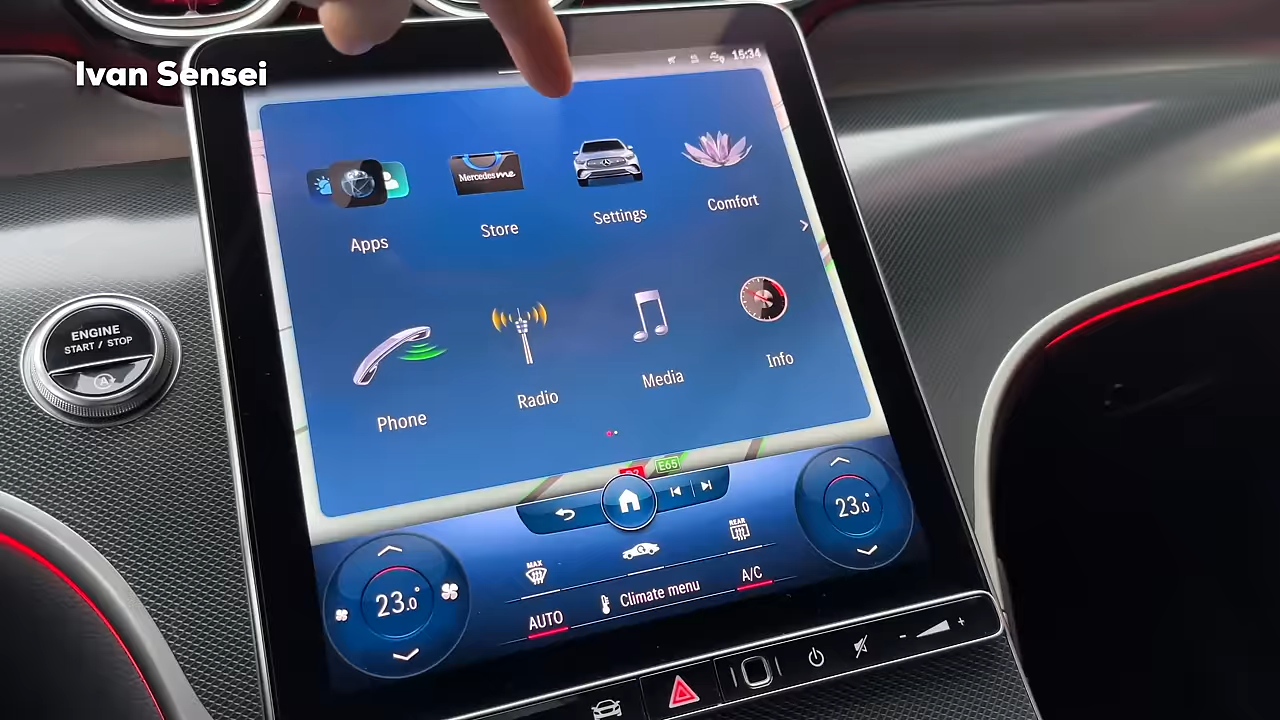 Ivan Sensei
15:34
Mercedes me
Apps
Store
Settings
Comfort
ENGINE
START / STOP
A
Phone
Radio
Media
Info
E65
23.0°
MAX
REAR
23.0°
AUTO
Climate menu
A/C
- +